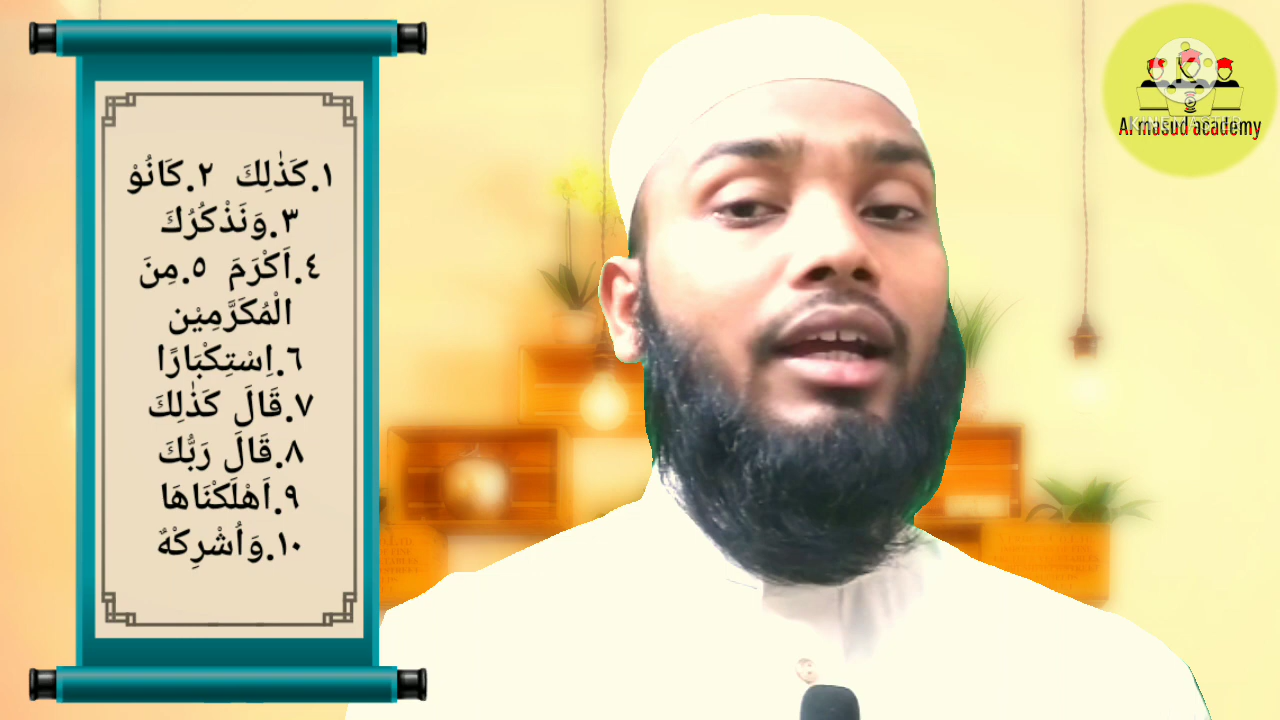 ١.كَذٰلِكَ ٢.كَانُوْ
٣.وَنَذْكُرُكَ
٤.اَكْرَمَ ٥.مِنَ
الْمُكَرَّمِيْن
٦.اِسْتِكْبَارًا
٧.قَالَ كَذٰلِكَ
٨.قَالَ رَبُّكَ
٩.اَهْلَكْنَاهَا
١٠.وَاُشْرِكْهٌ
Al masud academy